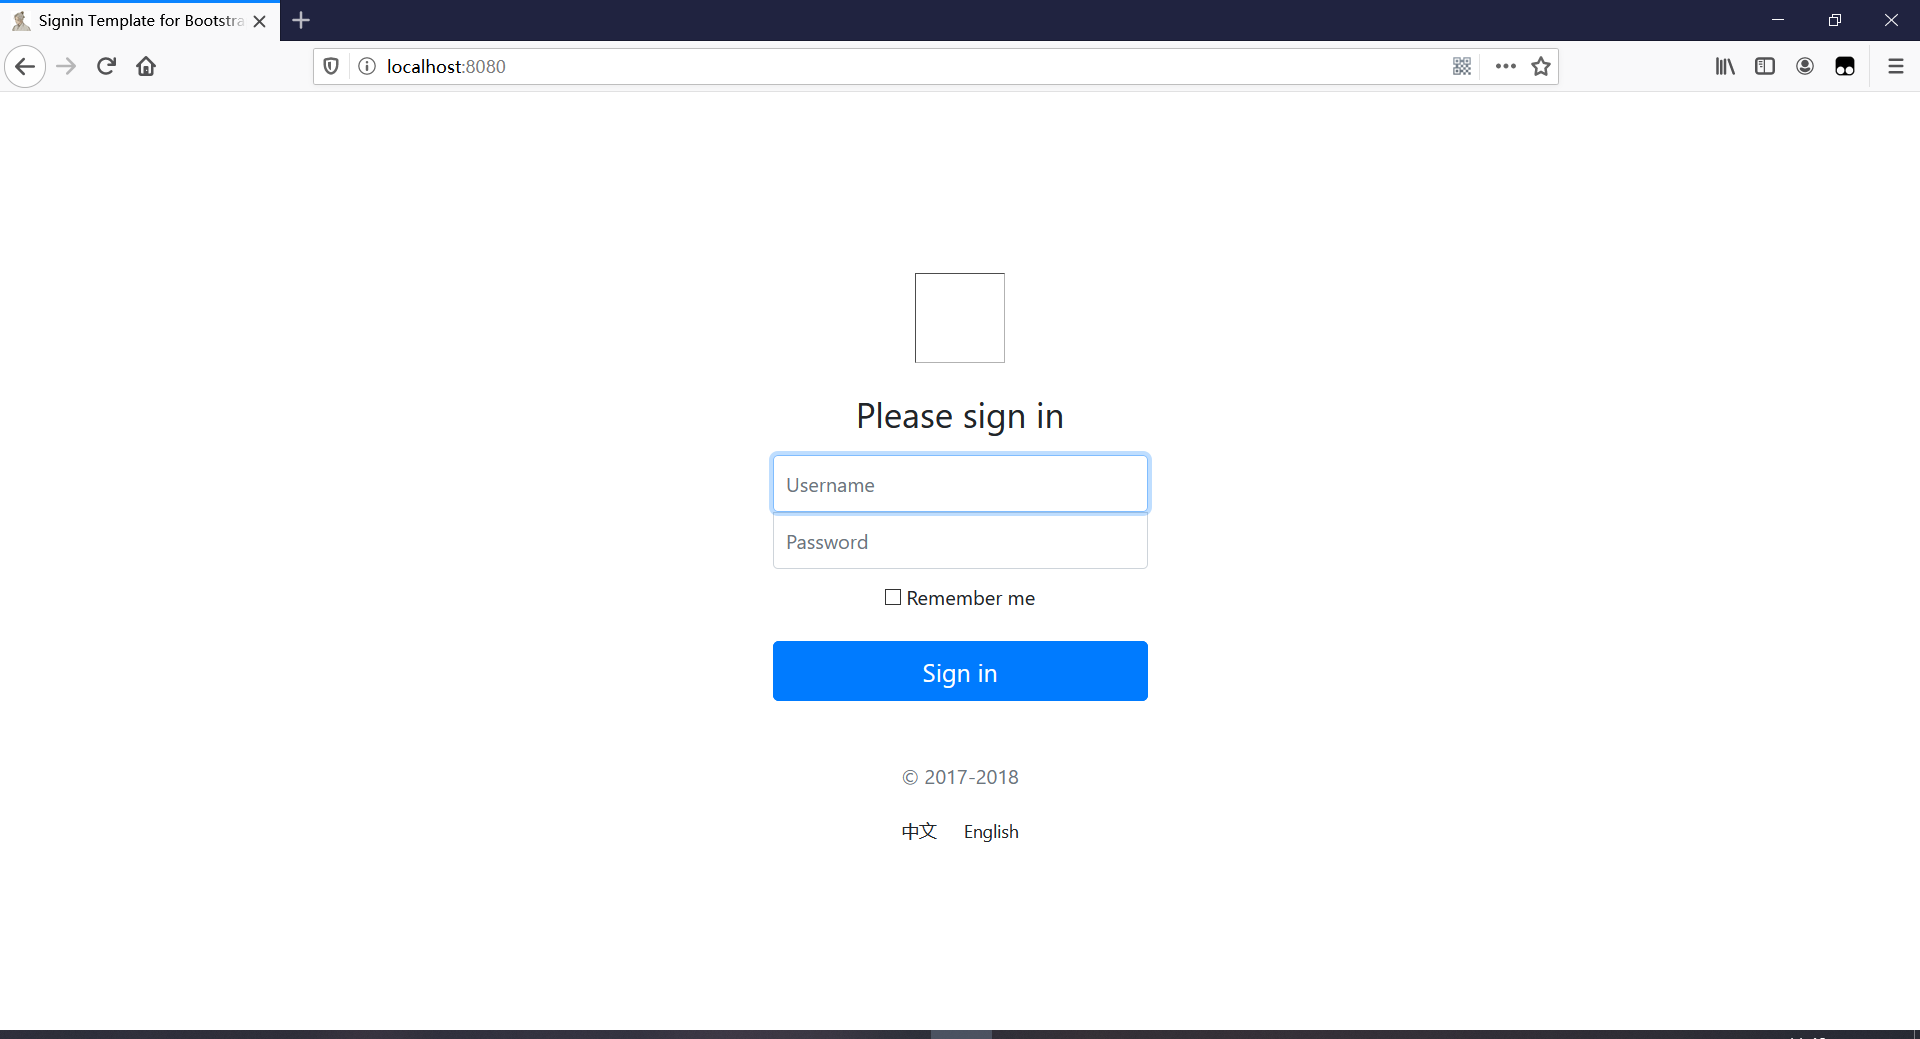 Signin Template for Bootstra
localhost:8080
Please sign in
Username
Password
Remember me
Sign in
© 2017-2018
中文 English